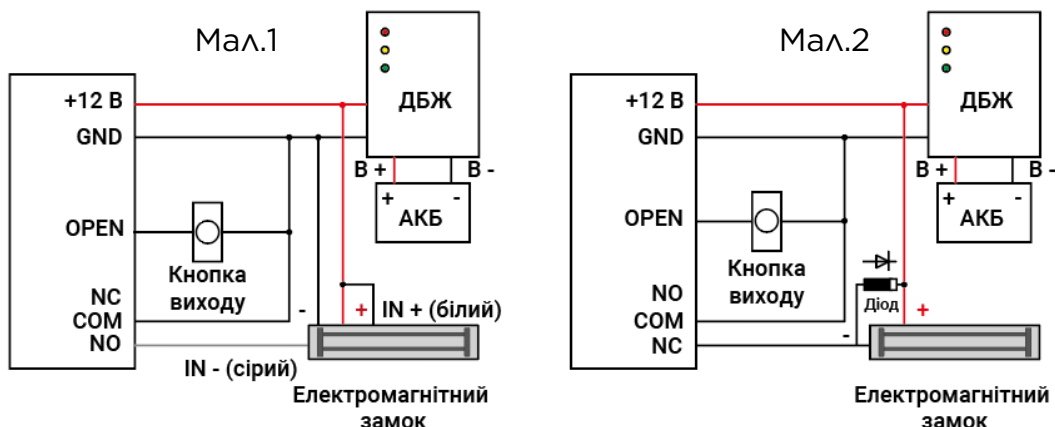 Мал.1
+12 В
GND
OPEN
NC
COM
NO
Кнопка
виходу
ДБЖ
В +
В -
+
-
АКБ
-
+
IN + (білий)
IN - (сірий)
Електромагнітний
замок
Мал.2
+12 В
GND
OPEN
NO
COM
NC
Кнопка
виходу
ДБЖ
В +
В -
+
-
АКБ
Діод
-
+
Електромагнітний
замок